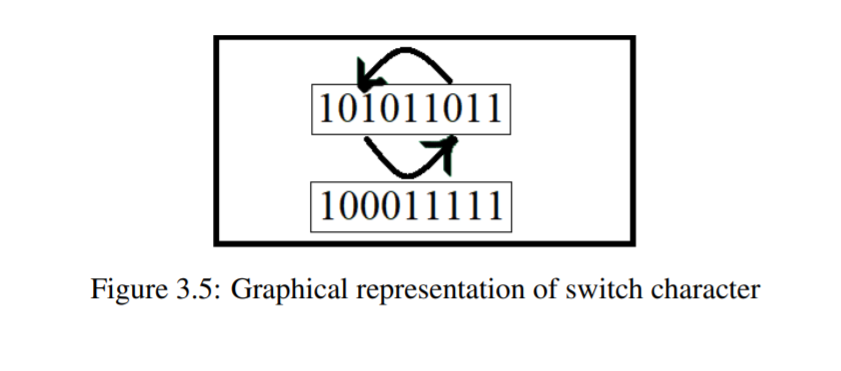 101011011
100011111
Figure 3.5: Graphical representation of switch character